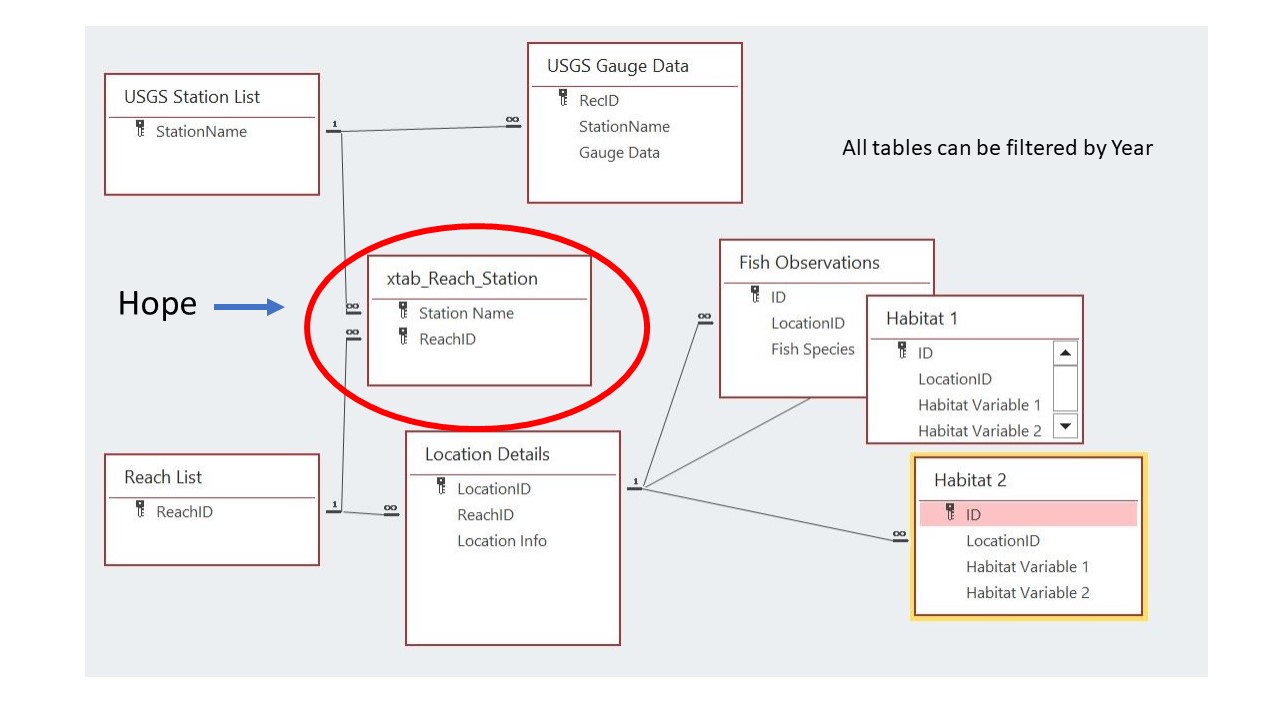 USGS Station List
StationName
1
∞
USGS Gauge Data
RecID
StationName
Gauge Data
All tables can be filtered by Year
Hope
xtab_Reach_Station
Station Name
ReachID
∞
∞
Fish Observations
ID
LocationID
Fish Species
∞
Habitat 1
ID
LocationID
Habitat Variable 1
Habitat Variable 2
Reach List
ReachID
1
∞
Location Details
LocationID
ReachID
Location Info
1
∞
Habitat 2
ID
LocationID
Habitat Variable 1
Habitat Variable 2